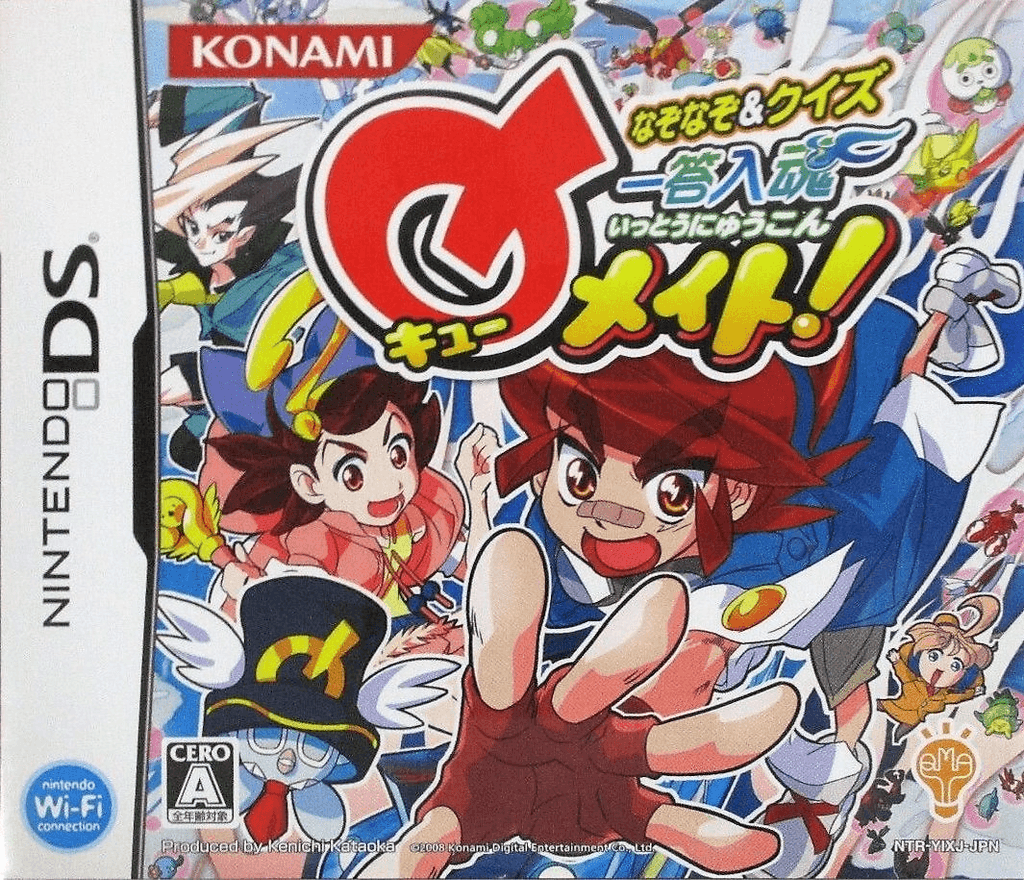 KONAMI
なぞなぞ&クイズ
一答入魂
いっとうにゅうこん
Q
キュー
メイト!
NINTENDO DS
®
CERO
A
全年齢対象
nintendo
Wi-Fi
connection
QMA
Produced by Kenichi Kataoka
©2008 Konami Digital Entertainment Co., Ltd.
NTR-YIXJ-JPN